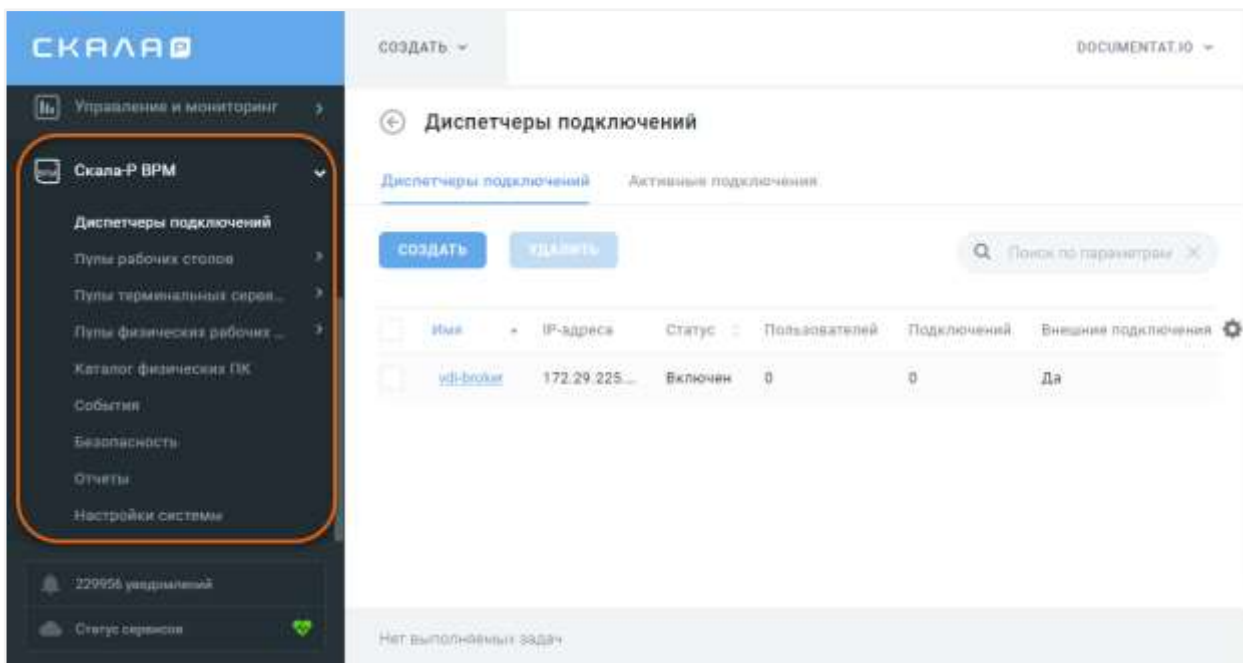 СКАЛА Р
СОЗДАТЬ
DOCUMENTAT.IO
Управление и мониторинг
Скала-Р ВРМ
Диспетчеры подключений
Пулы рабочих столов
Пулы терминальных серве...
Пулы физических рабочих ...
Каталог физических ПК
События
Безопасность
Отчеты
Настройки системы
229956 уведомлений
Статус сервисов
Диспетчеры подключений
Диспетчеры подключений Активные подключения
СОЗДАТЬ УДАЛИТЬ Поиск по параметрам
Имя IP-адреса Статус Пользователей Подключений Внешние подключения
vdi-broker 172.29.225... Включен 0 0 Да
Нет выполняемых задач